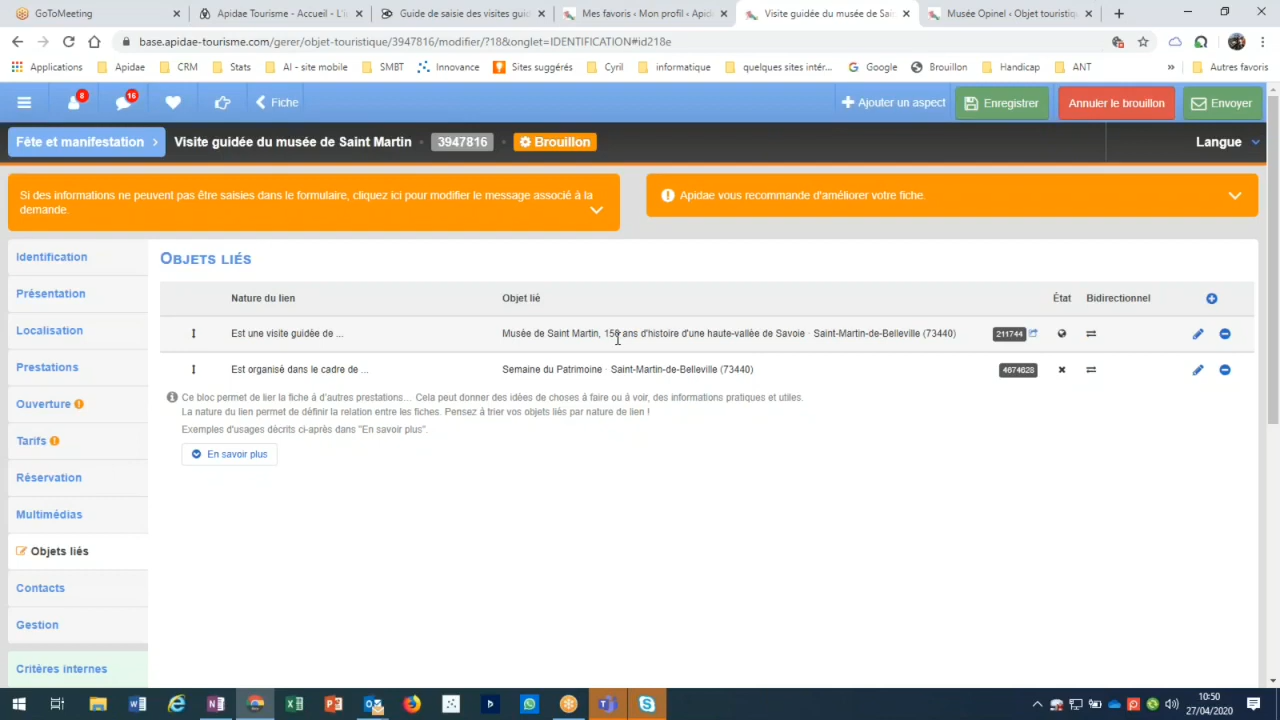 GoToMeeting
Apidae Tourisme - Accueil - L'i
Guide de saisie des visites guid
Mes favoris ‹ Mon profil ‹ Apida
Visite guidée du musée de Sain
Musée Opinel ‹ Objet touristiqu
base.apidae-tourisme.com/gerer/objet-touristique/3947816/modifier/?18&onglet=IDENTIFICATION#id218e
Applications
Apidae
CRM
Stats
AI - site mobile
SMBT
Innovance
Sites suggérés
Cyril
informatique
quelques sites intér...
Google
Brouillon
Handicap
ANT
»
Autres favoris
8
16
Fiche
Ajouter un aspect
Enregistrer
Annuler le brouillon
Envoyer
Fête et manifestation
Visite guidée du musée de Saint Martin
3947816
Brouillon
Langue
Si des informations ne peuvent pas être saisies dans le formulaire, cliquez ici pour modifier le message associé à la
demande.
Apidae vous recommande d'améliorer votre fiche.
Identification
Présentation
Localisation
Prestations
Ouverture
Tarifs
Réservation
Multimédias
Objets liés
Contacts
Gestion
Critères internes
OBJETS LIÉS
Nature du lien Objet lié État Bidirectionnel
Est une visite guidée de ... Musée de Saint Martin, 150 ans d'histoire d'une haute-vallée de Savoie · Saint-Martin-de-Belleville (73440) 211744
Est organisé dans le cadre de ... Semaine du Patrimoine · Saint-Martin-de-Belleville (73440) 4674628
Ce bloc permet de lier la fiche à d'autres prestations... Cela peut donner des idées de choses à faire ou à voir, des informations pratiques et utiles.
La nature du lien permet de définir la relation entre les fiches. Pensez à trier vos objets liés par nature de lien !
Exemples d'usages décrits ci-après dans "En savoir plus".
En savoir plus
10:50
27/04/2020